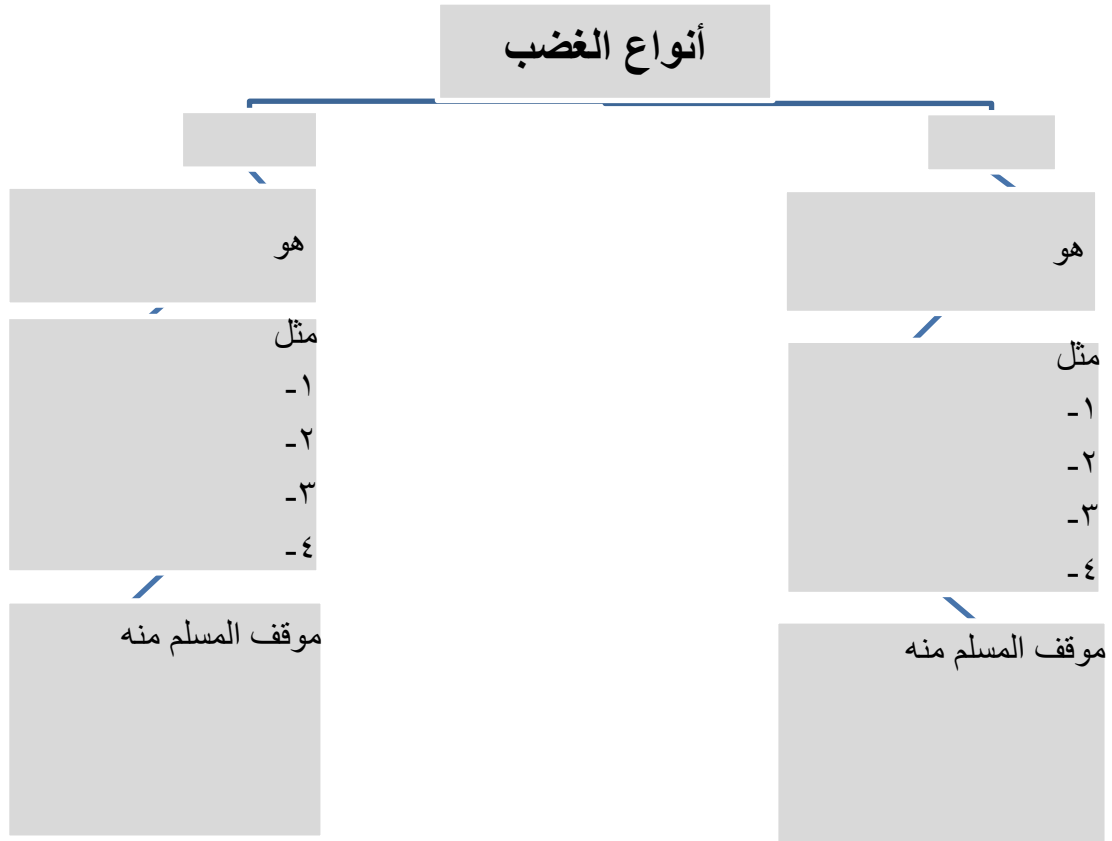 أنواع الغضب
هو
مثل
١-
٢-
٣-
٤-
موقف المسلم منه
هو
مثل
١-
٢-
٣-
٤-
موقف المسلم منه